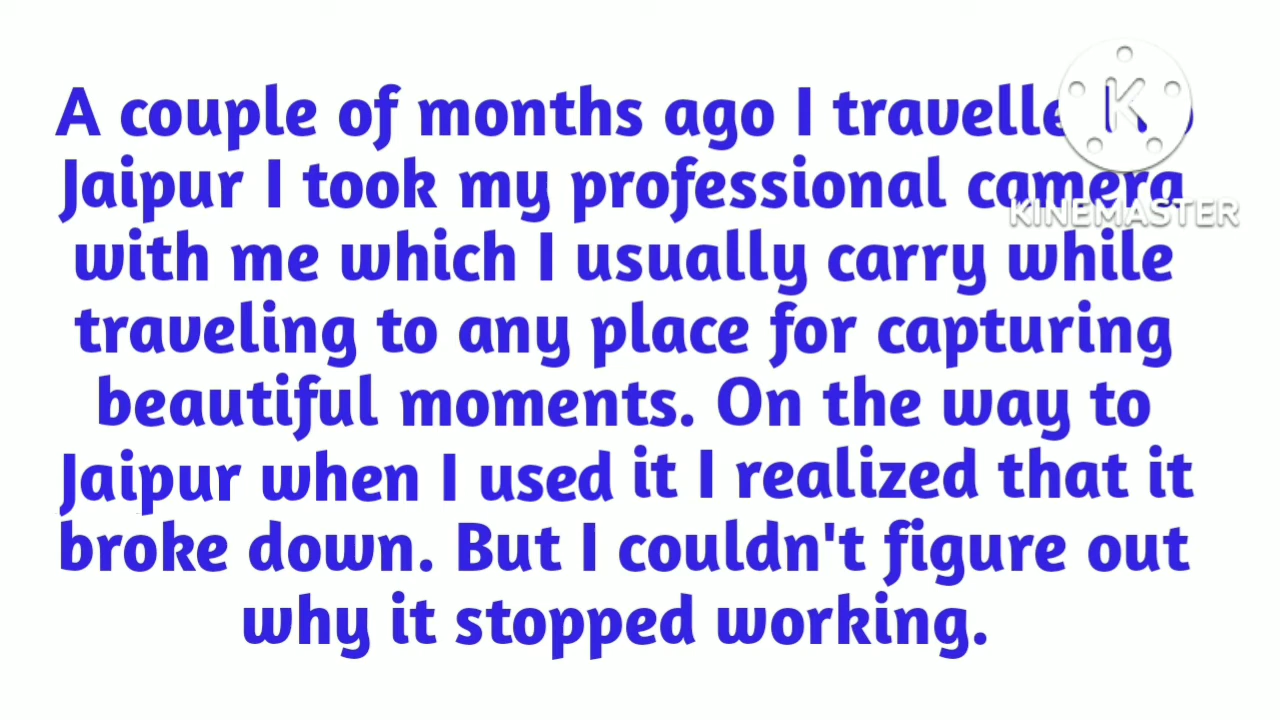 A couple of months ago I travelle
Jaipur I took my professional camera
with me which I usually carry while
traveling to any place for capturing
beautiful moments. On the way to
Jaipur when I used it I realized that it
broke down. But I couldn't figure out
why it stopped working.
K
KINEMASTER